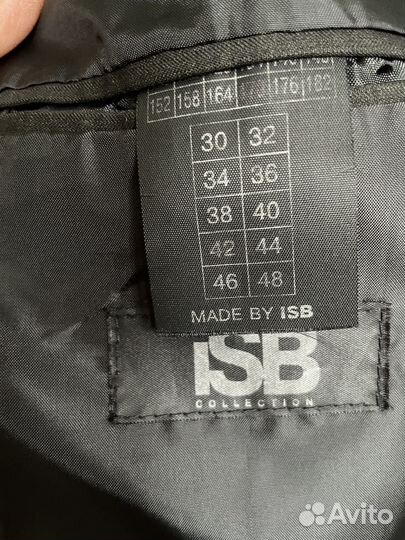 152 158 164 176 182
30 32
34 36
38 40
42 44
46 48
MADE BY ISB
ISB
COLLECTION
Avito